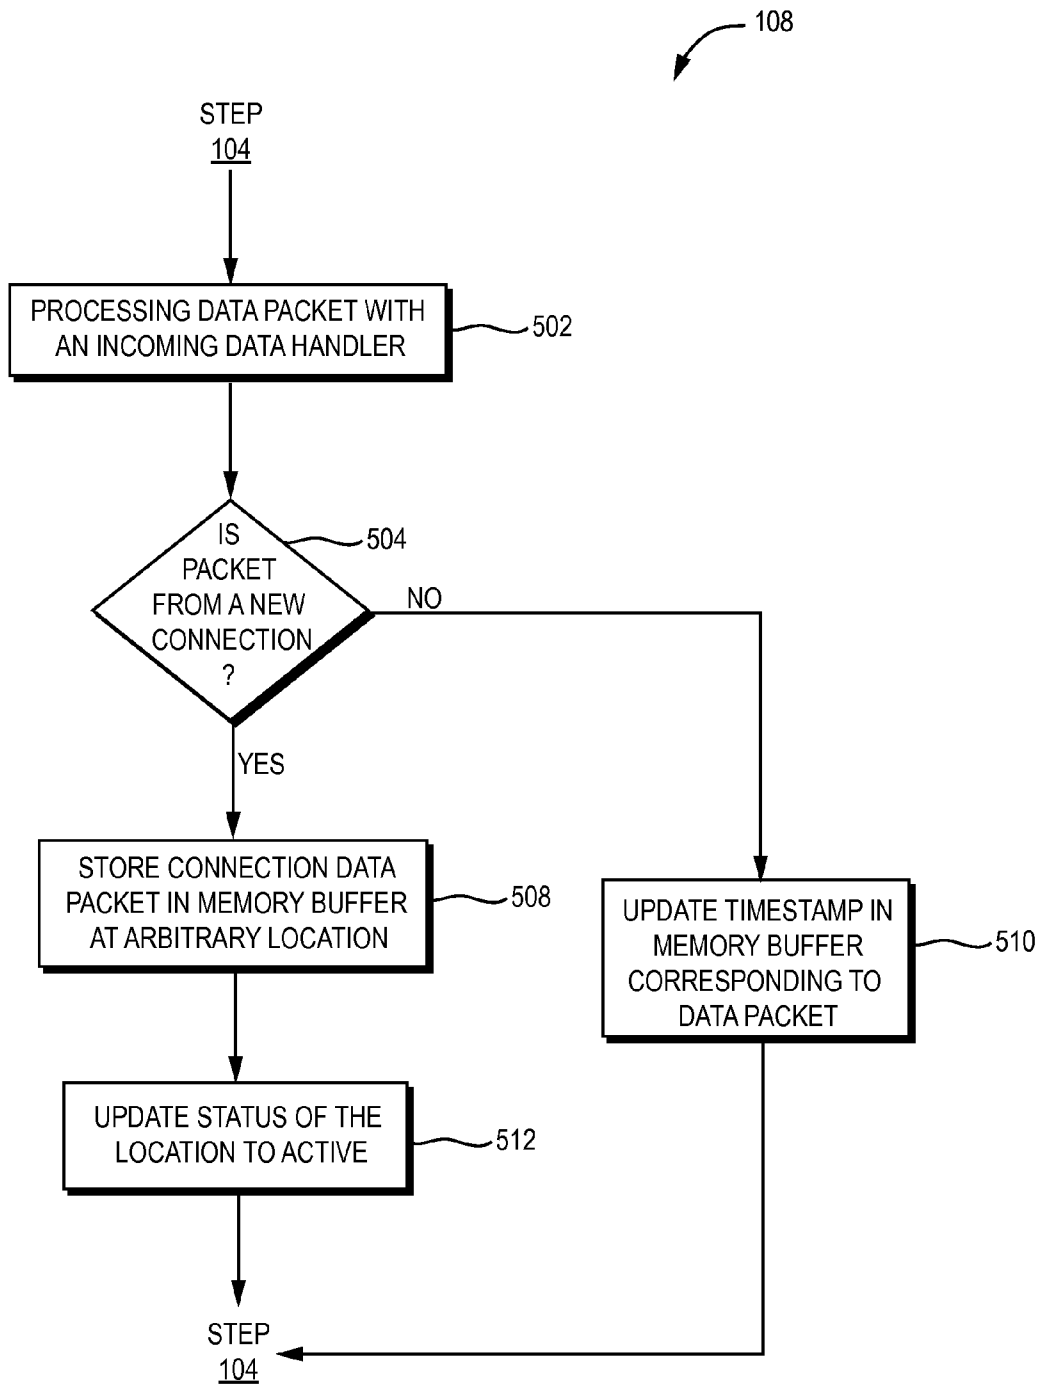 108
STEP
104
PROCESSING DATA PACKET WITH
AN INCOMING DATA HANDLER
502
IS
PACKET
FROM A NEW
CONNECTION
?
504
NO
YES
STORE CONNECTION DATA
PACKET IN MEMORY BUFFER
AT ARBITRARY LOCATION
508
UPDATE TIMESTAMP IN
MEMORY BUFFER
CORRESPONDING TO
DATA PACKET
510
UPDATE STATUS OF THE
LOCATION TO ACTIVE
512
STEP
104